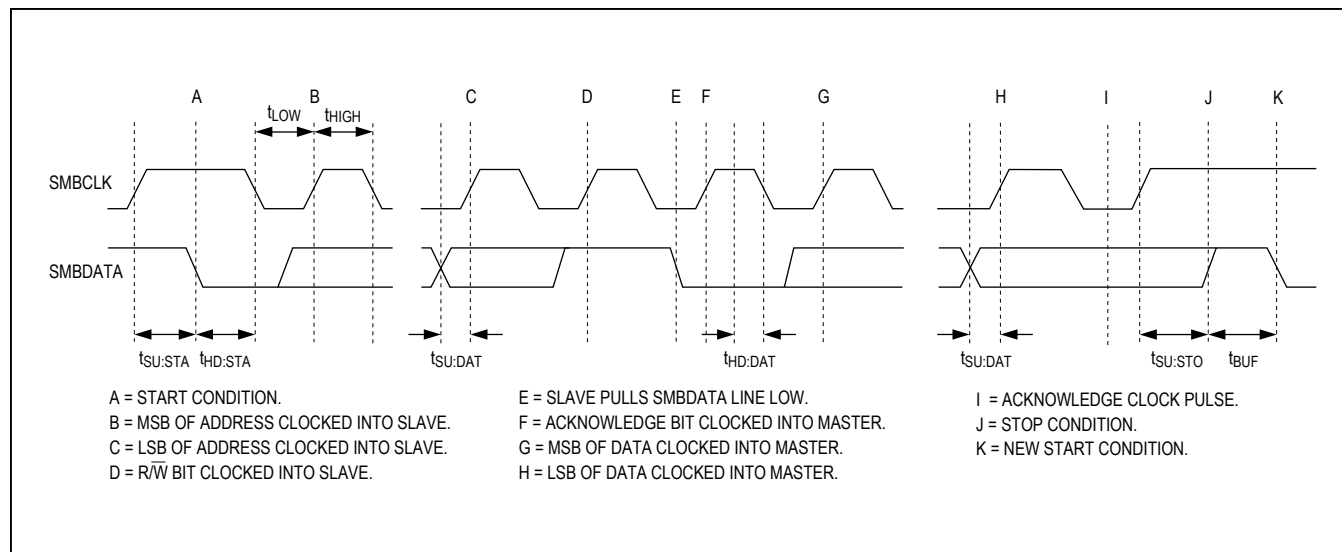 A B C D E F G H I J K
tLOW tHIGH
SMBCLK
SMBDATA
tSU:STA tHD:STA tSU:DAT tHD:DAT tSU:DAT tSU:STO tBUF
A = START CONDITION.
B = MSB OF ADDRESS CLOCKED INTO SLAVE.
C = LSB OF ADDRESS CLOCKED INTO SLAVE.
D = R/W̅ BIT CLOCKED INTO SLAVE.
E = SLAVE PULLS SMBDATA LINE LOW.
F = ACKNOWLEDGE BIT CLOCKED INTO MASTER.
G = MSB OF DATA CLOCKED INTO MASTER.
H = LSB OF DATA CLOCKED INTO MASTER.
I = ACKNOWLEDGE CLOCK PULSE.
J = STOP CONDITION.
K = NEW START CONDITION.